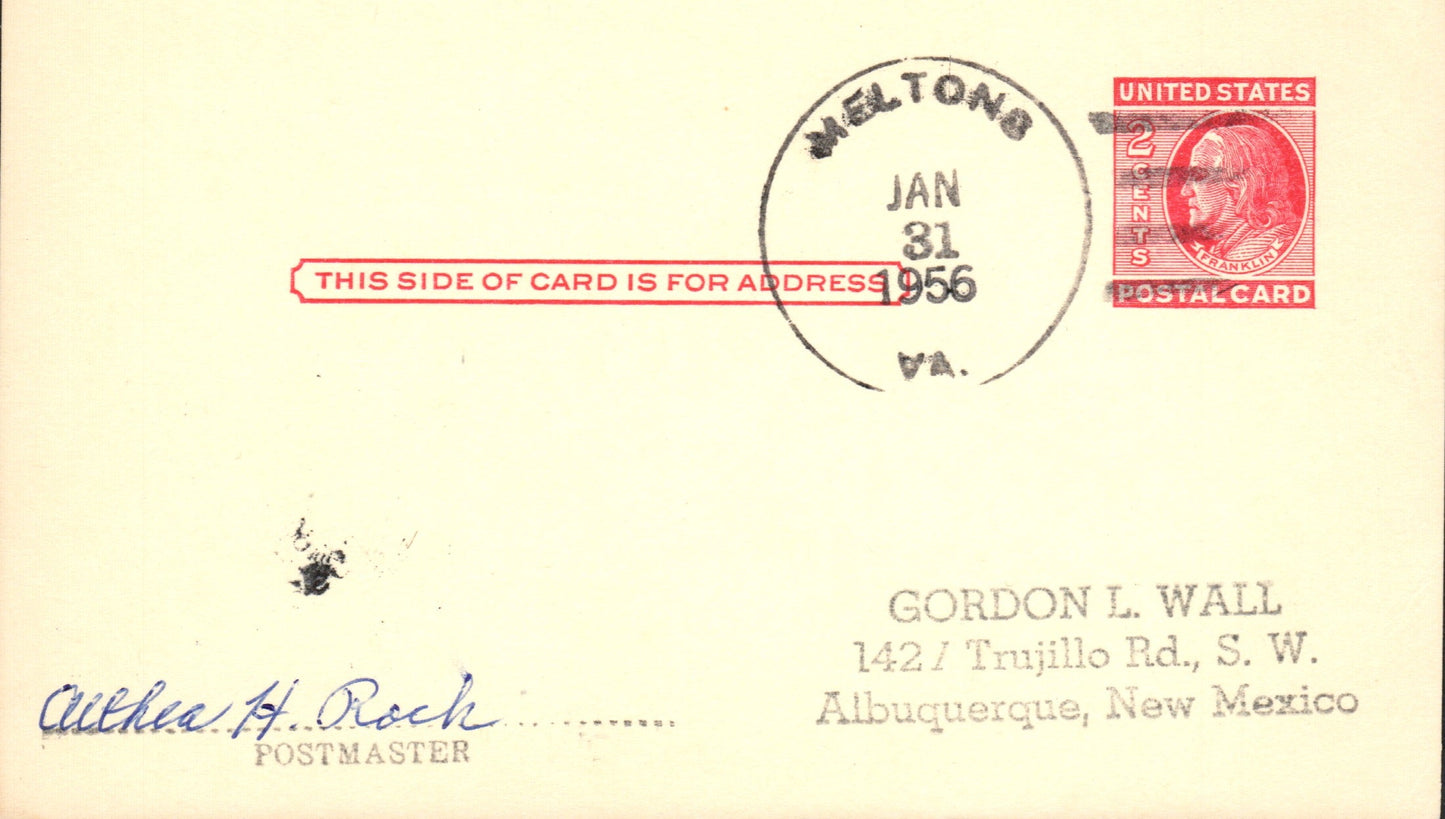 MELTONS
JAN
31
1956
VA.
UNITED STATES
2 CENTS
FRANKLIN
POSTAL CARD
THIS SIDE OF CARD IS FOR ADDRESS
GORDON L. WALL
1421 Trujillo Rd., S. W.
Albuquerque, New Mexico
Althea H. Rock
POSTMASTER